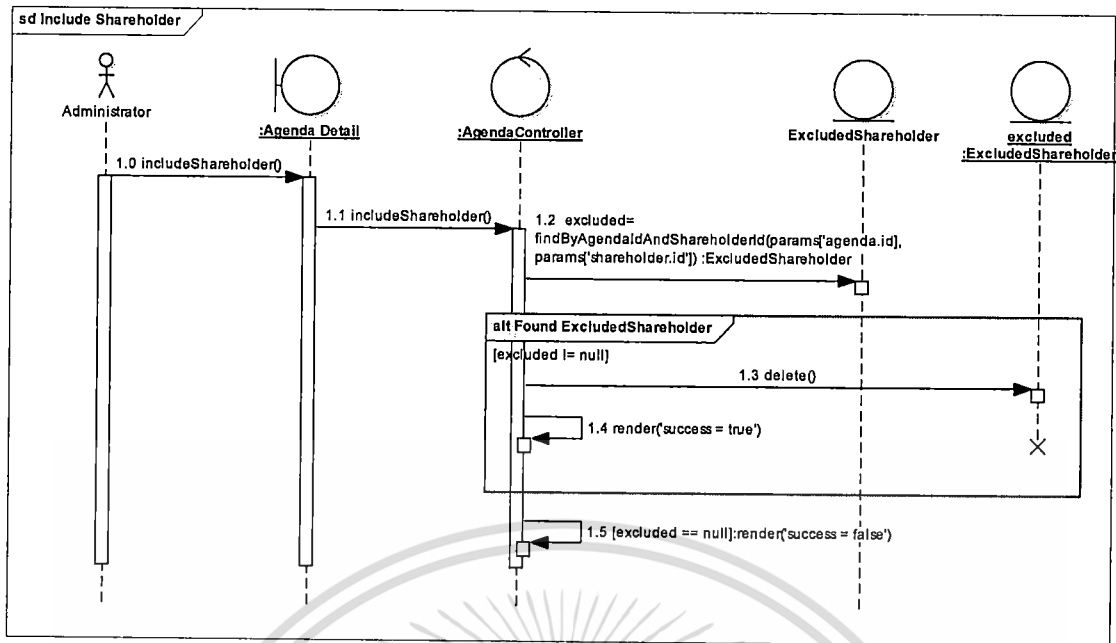 sd Include Shareholder
Administrator
:Agenda Detail
:AgendaController
ExcludedShareholder
excluded
:ExcludedShareholder
1.0 includeShareholder()
1.1 includeShareholder()
1.2 excluded=
findByAgendaIdAndShareholderId(params['agenda.id],
params['shareholder.id']) :ExcludedShareholder
alt Found ExcludedShareholder
[excluded != null]
1.3 delete()
1.4 render('success = true')
1.5 [excluded == null]:render('success = false')